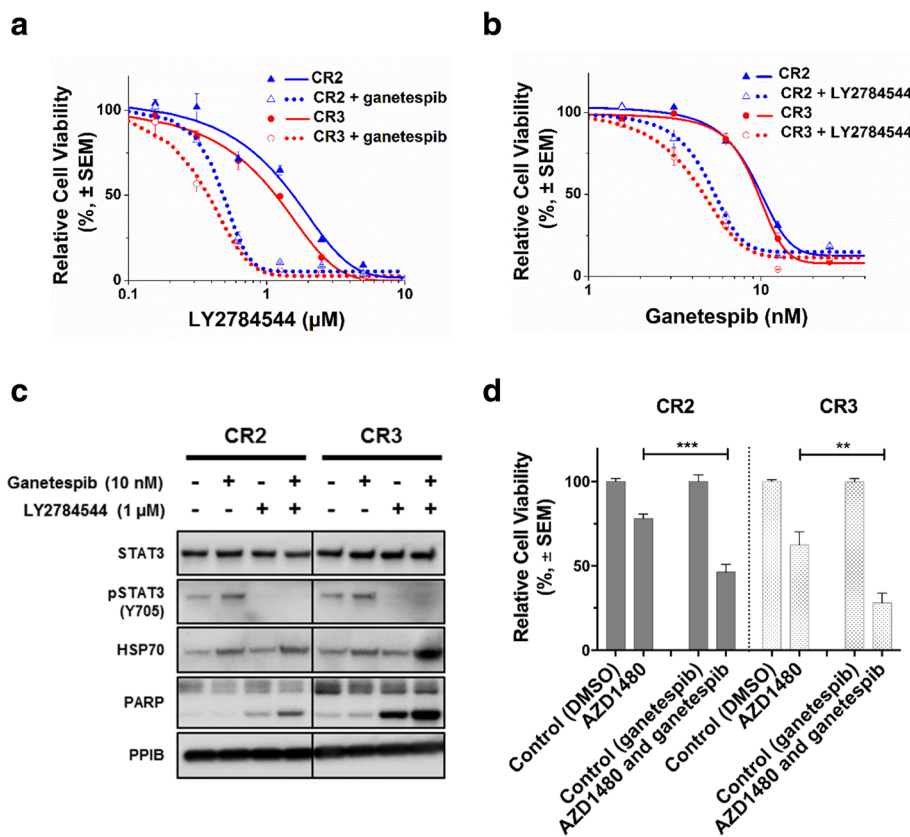 a
CR2
CR2 + ganetespib
CR3
CR3 + ganetespib
Relative Cell Viability
(%, ± SEM)
100
50
0
0.1
1
10
LY2784544 (µM)
b
CR2
CR2 + LY2784544
CR3
CR3 + LY2784544
Relative Cell Viability
(%, ± SEM)
100
50
0
1
10
Ganetespib (nM)
c
CR2
CR3
Ganetespib (10 nM) - + - + - + - +
LY2784544 (1 µM) - - + + - - + +
STAT3
pSTAT3
(Y705)
HSP70
PARP
PPIB
d
CR2
CR3
***
**
Relative Cell Viability
(%, ± SEM)
100
50
0
Control (DMSO)
AZD1480
Control (ganetespib)
AZD1480 and ganetespib
Control (DMSO)
AZD1480
Control (ganetespib)
AZD1480 and ganetespib